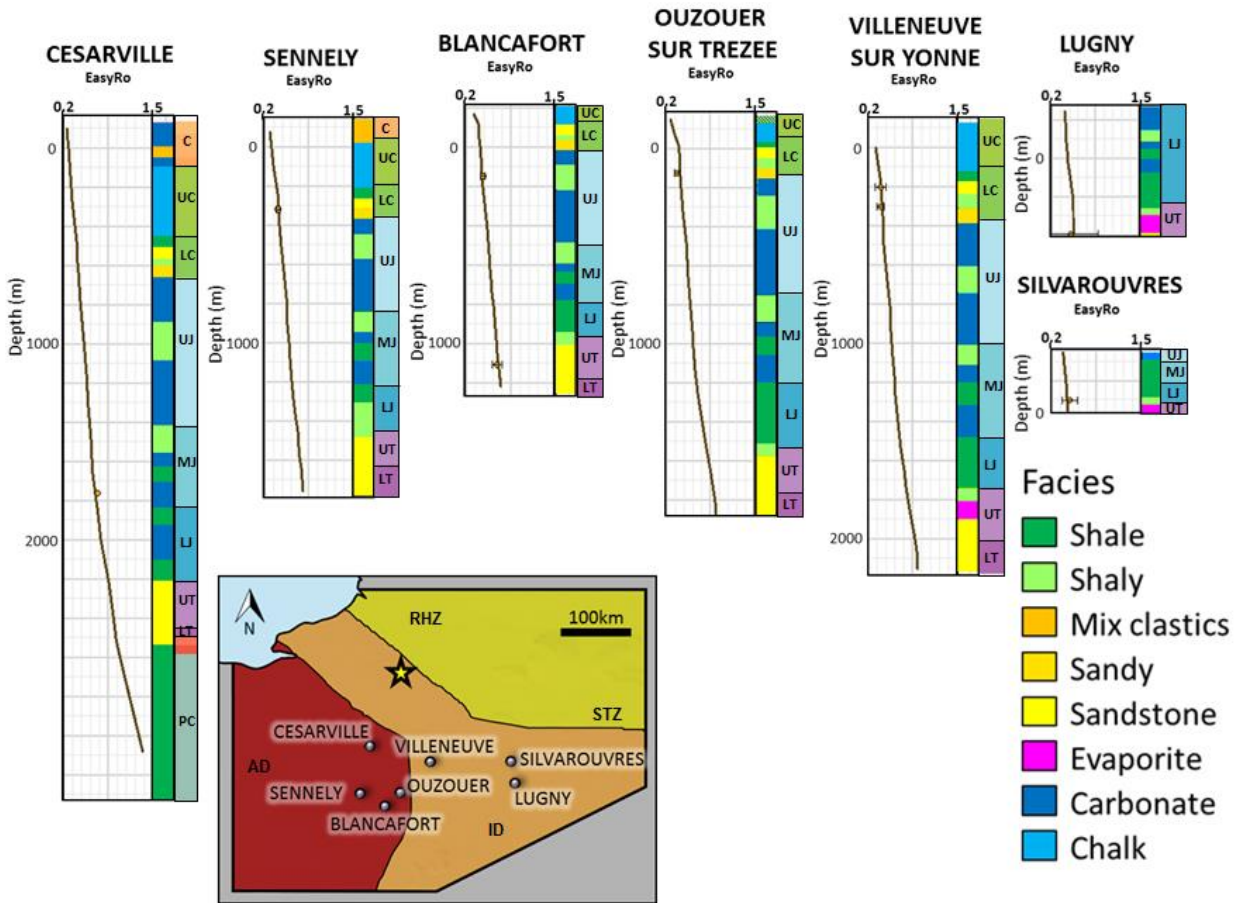 CESARVILLE
EasyRo
0,2 1,5
Depth (m)
0
1000
2000
C
UC
LC
UJ
MJ
LJ
UT
LT
PC
SENNELY
EasyRo
0,2 1,5
Depth (m)
0
1000
C
UC
LC
UJ
MJ
LJ
UT
LT
BLANCAFORT
EasyRo
0,2 1,5
Depth (m)
0
1000
UC
LC
UJ
MJ
LJ
UT
LT
OUZOUER
SUR TREZEE
EasyRo
0,2 1,5
Depth (m)
0
1000
UC
LC
UJ
MJ
LJ
UT
LT
VILLENEUVE
SUR YONNE
EasyRo
0,2 1,5
Depth (m)
0
1000
2000
UC
LC
UJ
MJ
LJ
UT
LT
LUGNY
EasyRo
0,2 1,5
Depth (m)
0
LJ
UT
SILVAROUVRES
EasyRo
0,2 1,5
Depth (m)
0
UJ
MJ
LJ
UT
Facies
Shale
Shaly
Mix clastics
Sandy
Sandstone
Evaporite
Carbonate
Chalk
N
RHZ
100km
STZ
CESARVILLE
VILLENEUVE
SILVAROUVRES
AD
SENNELY
OUZOUER
LUGNY
BLANCAFORT
ID